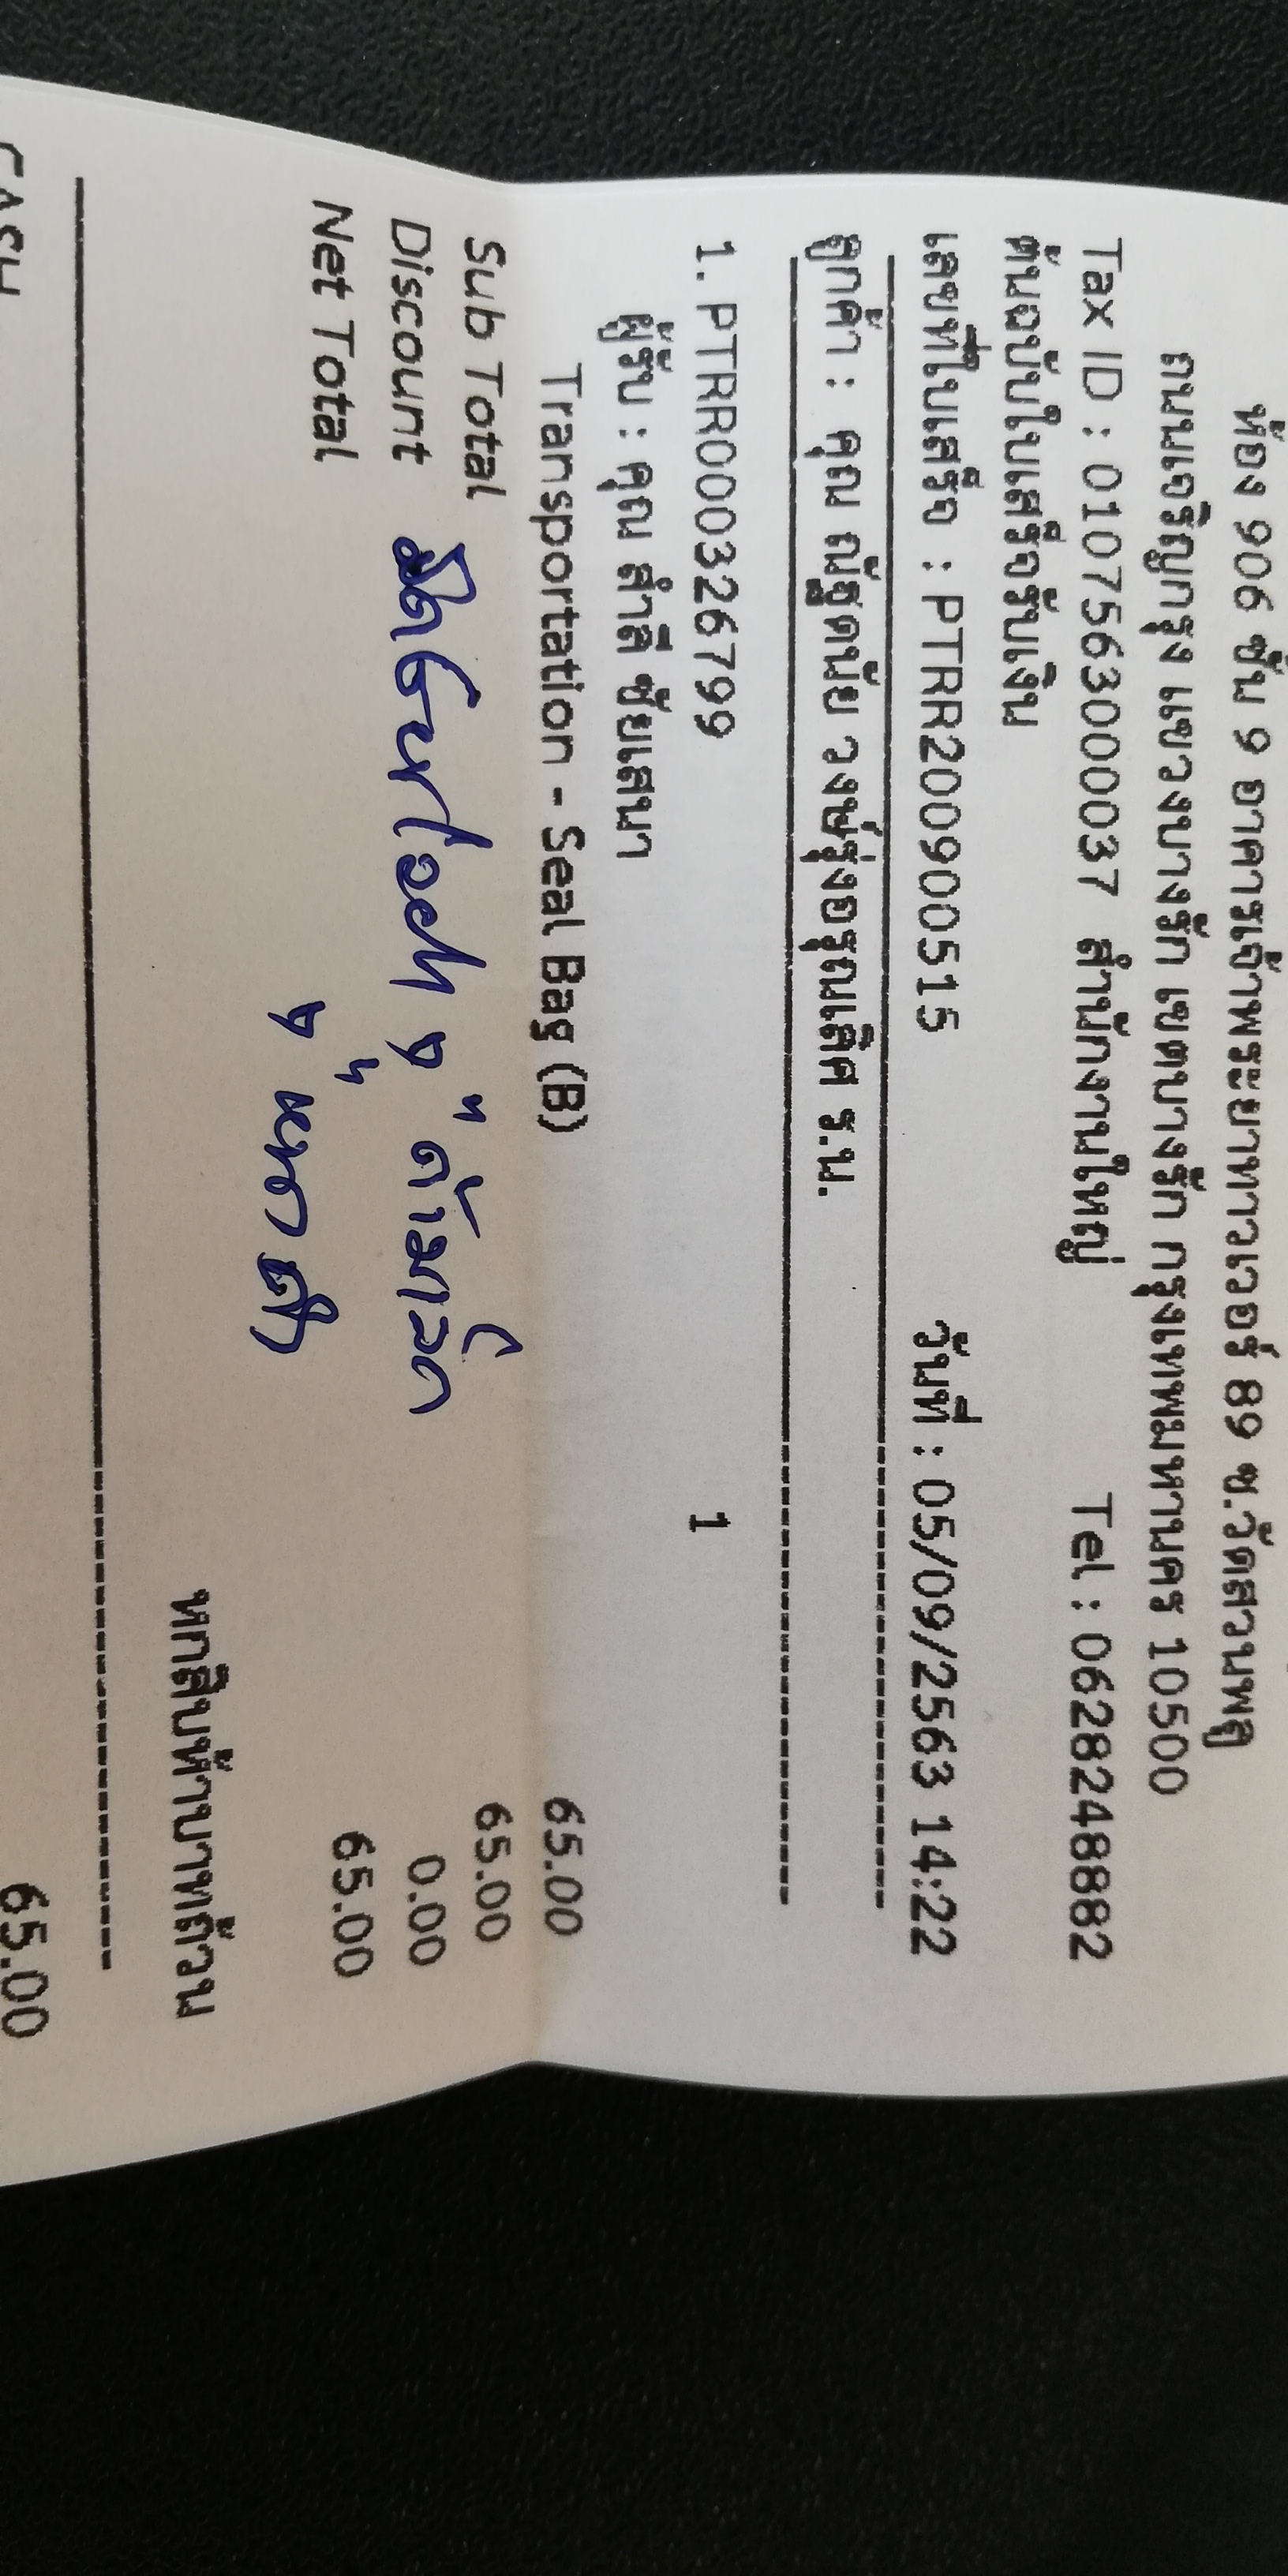 ห้อง 906 ชั้น 9 อาคารเจ้าพระยาทาวเวอร์ 89 ซ.วัดสวนพลู
ถนนเจริญกรุง แขวงบางรัก เขตบางรัก กรุงเทพมหานคร 10500
Tax ID : 0107563000037 สำนักงานใหญ่ Tel : 0628248882
ต้นฉบับใบเสร็จรับเงิน
เลขที่ใบเสร็จ : PTRR2009000515 วันที่ : 05/09/2563 14:22
ลูกค้า : คุณ ณัฐดนัย วงษ์รุ่งอรุณเลิศ ร.น.
1. PTRR000326799 1
ผู้รับ : คุณ สำลี ชัยเสนา
Transportation - Seal Bag (B) 65.00
Sub Total 65.00
Discount 0.00
Net Total 65.00
หกสิบห้าบาทถ้วน
CASH 65.00